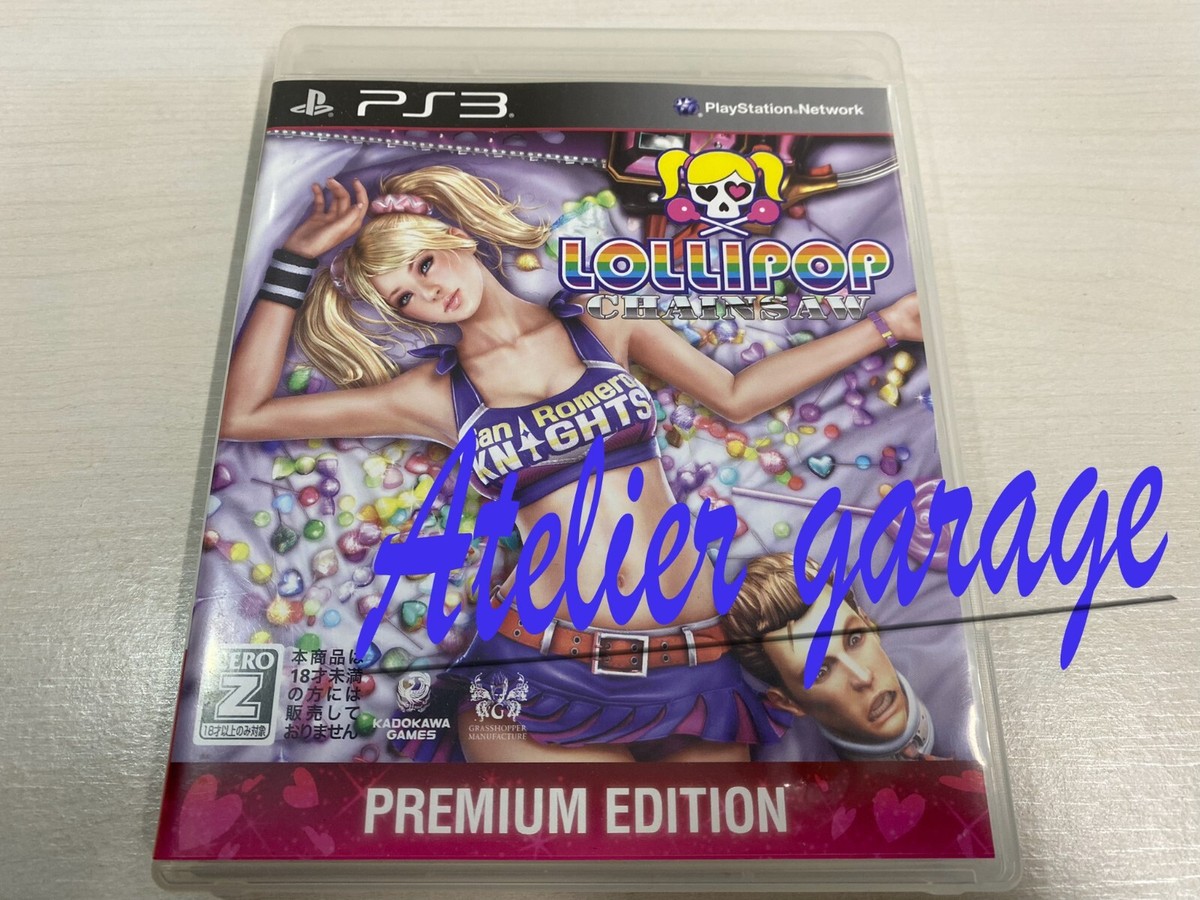 PS3
PlayStation®Network
LOLLIPOP
CHAINSAW
San Romero
KNIGHTS
Atelier garage
CERO
Z
18才以上のみ対象
本商品は
18才未満
の方には
販売して
おりません
KADOKAWA
GAMES
G
GRASSHOPPER
MANUFACTURE
PREMIUM EDITION